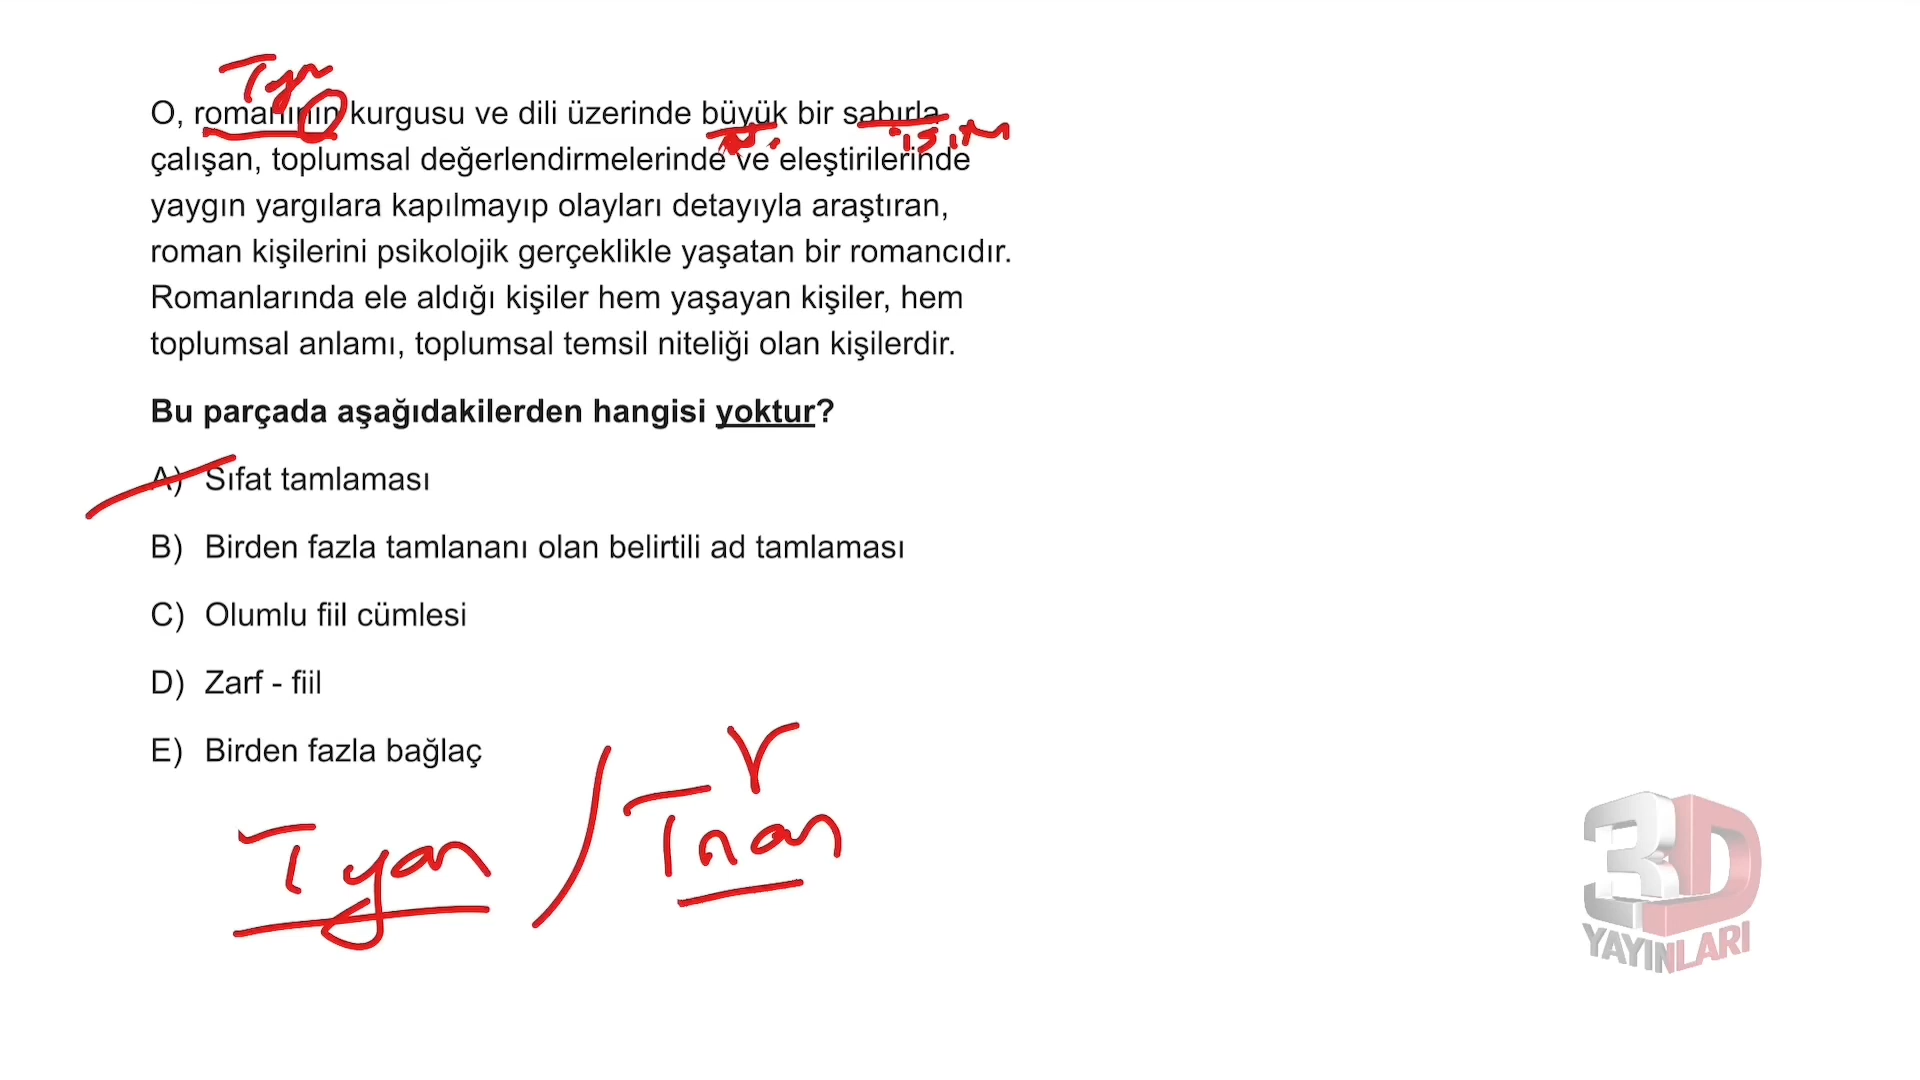 Tyn
O, romanının kurgusu ve dili üzerinde büyük bir sabırla
isim
çalışan, toplumsal değerlendirmelerinde ve eleştirilerinde
yaygın yargılara kapılmayıp olayları detayıyla araştıran,
roman kişilerini psikolojik gerçeklikle yaşatan bir romancıdır.
Romanlarında ele aldığı kişiler hem yaşayan kişiler, hem
toplumsal anlamı, toplumsal temsil niteliği olan kişilerdir.
Bu parçada aşağıdakilerden hangisi yoktur?
A) Sıfat tamlaması
B) Birden fazla tamlananı olan belirtili ad tamlaması
C) Olumlu fiil cümlesi
D) Zarf - fiil
E) Birden fazla bağlaç
Tyan / Tnan
3D
YAYINLARI